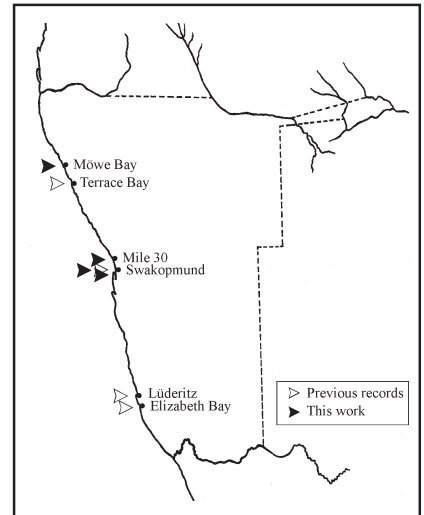 Möwe Bay
Terrace Bay
Mile 30
Swakopmund
Lüderitz
Elizabeth Bay
Previous records
This work